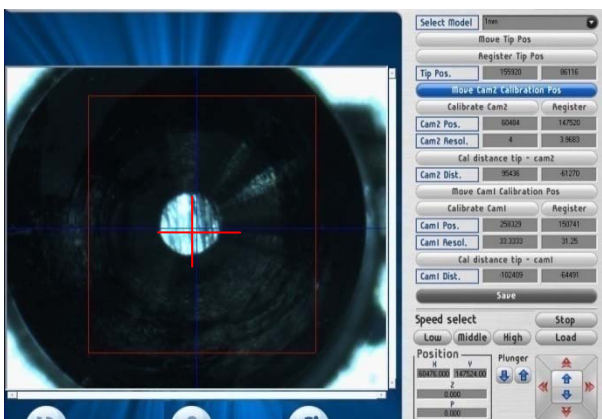 Select Model 1mm
Move Tip Pos
Register Tip Pos
Tip Pos. 155920 86116
Move Cam2 Calibration Pos
Calibrate Cam2 Register
Cam2 Pos. 60484 147520
Cam2 Resol. 4 3.9683
Cal distance tip - cam2
Cam2 Dist. 95436 -61270
Move Cam1 Calibration Pos
Calibrate Cam1 Register
Cam1 Pos. 258329 150741
Cam1 Resol. 33.3333 31.25
Cal distance tip - cam1
Cam1 Dist. -102409 -64491
Save
Speed select Stop
Low Middle High Load
Position Plunger
X Y
60476.000 147524.00
Z
0.000
P
0.000